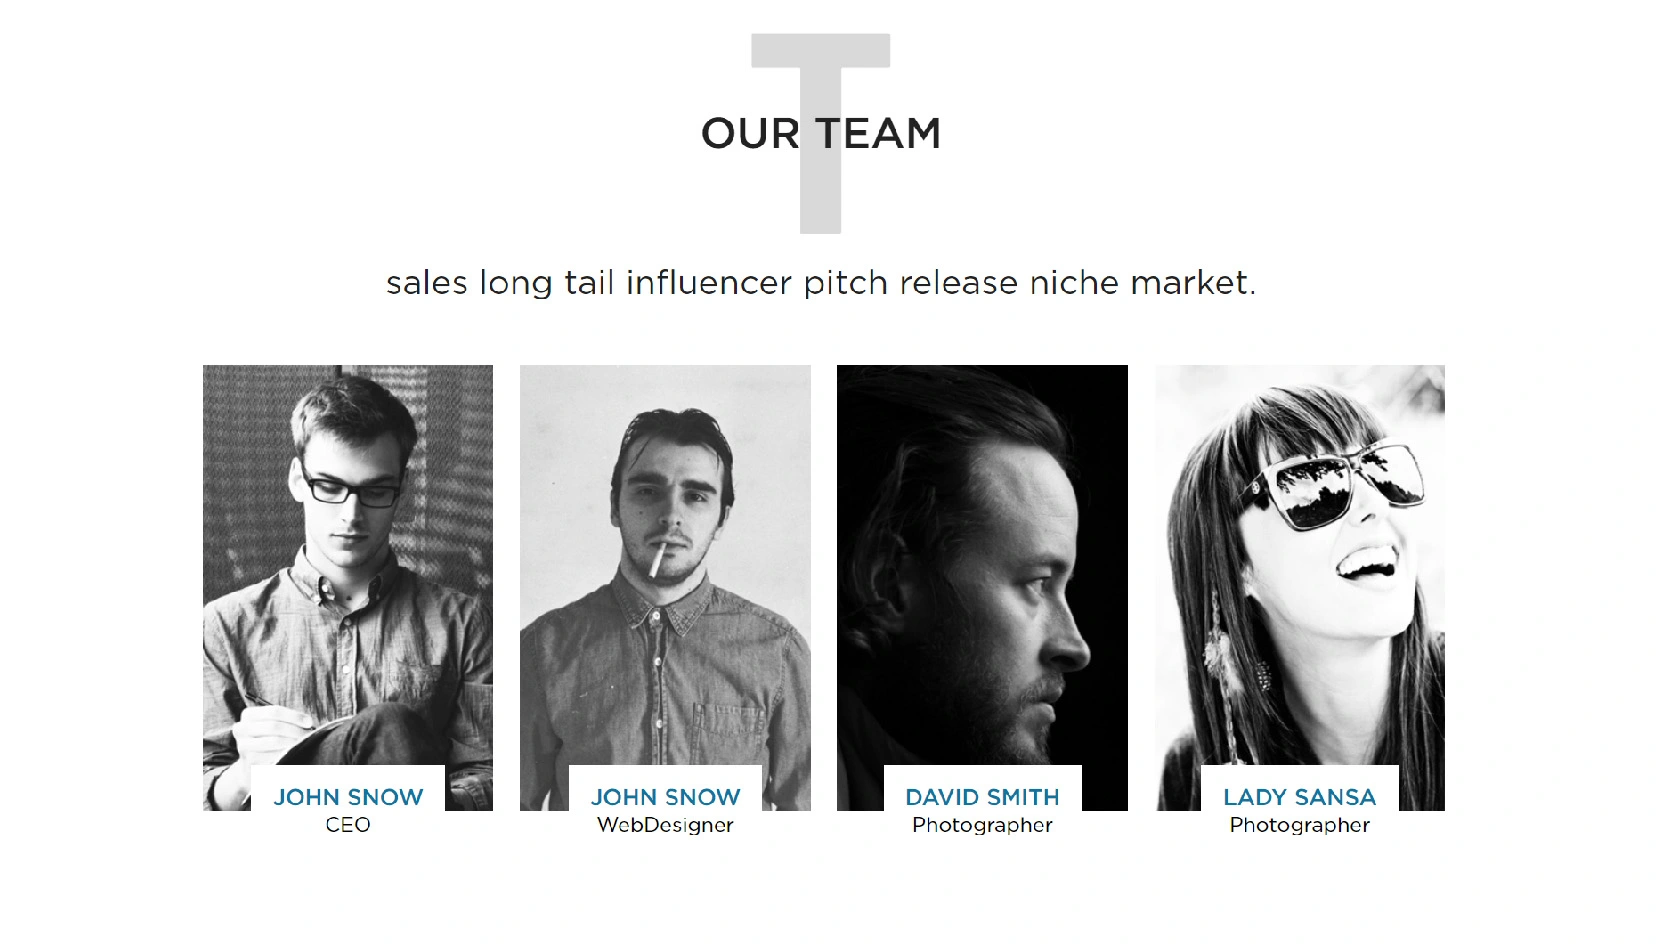 T
OUR TEAM
sales long tail influencer pitch release niche market.
JOHN SNOW
CEO
JOHN SNOW
WebDesigner
DAVID SMITH
Photographer
LADY SANSA
Photographer